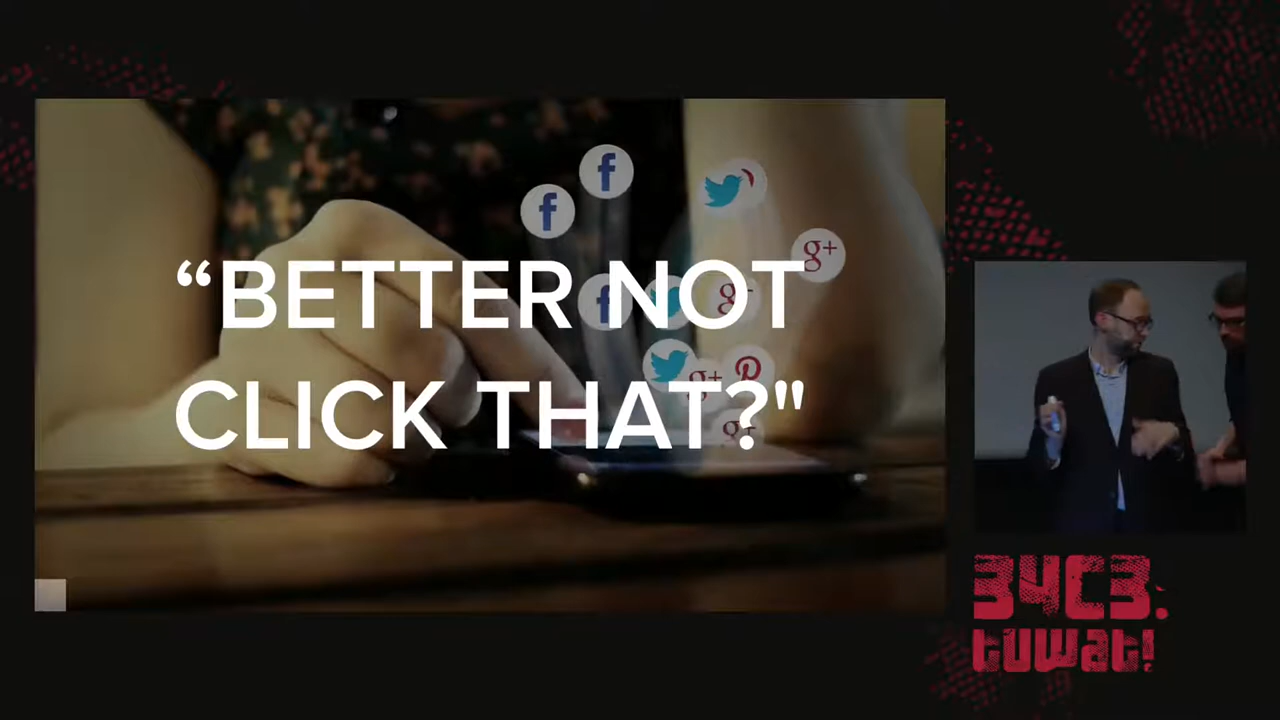 “BETTER NOT
CLICK THAT?"
f
f
g+
f
g+
g+
g+
34C3.
tuwat!